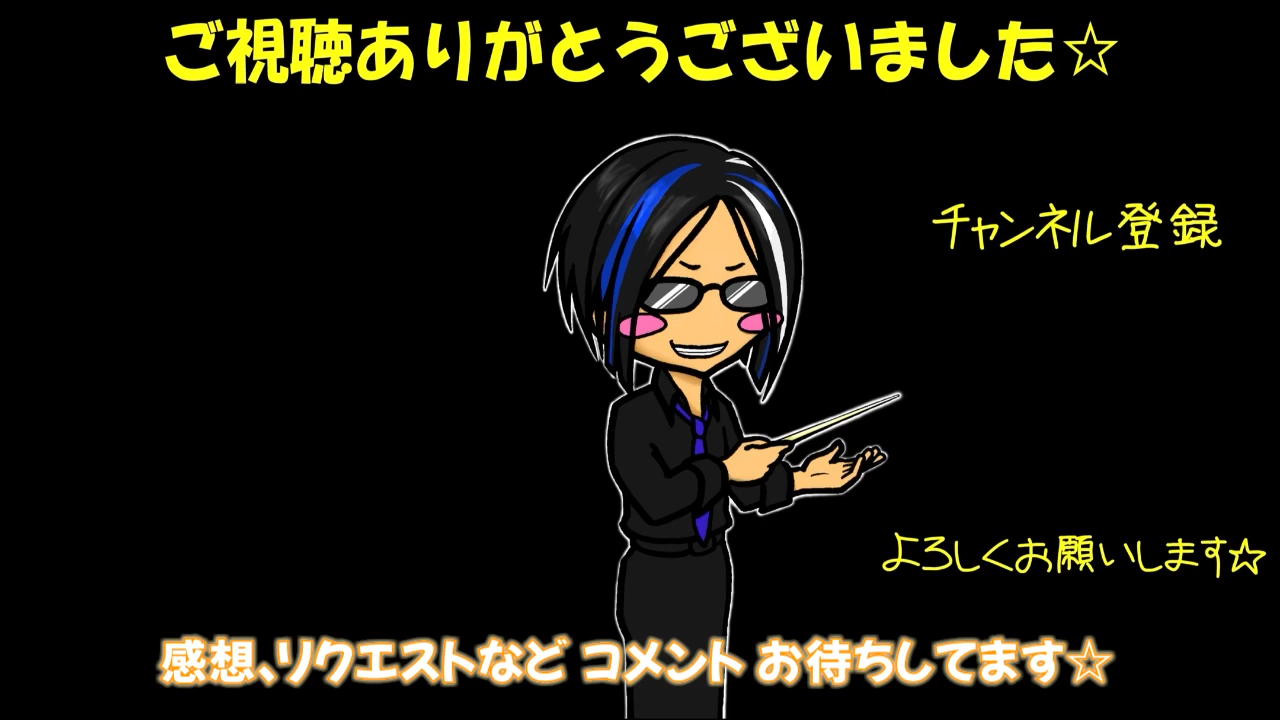 ご視聴ありがとうございました☆
チャンネル登録
よろしくお願いします☆
感想、リクエストなど コメント お待ちしてます☆